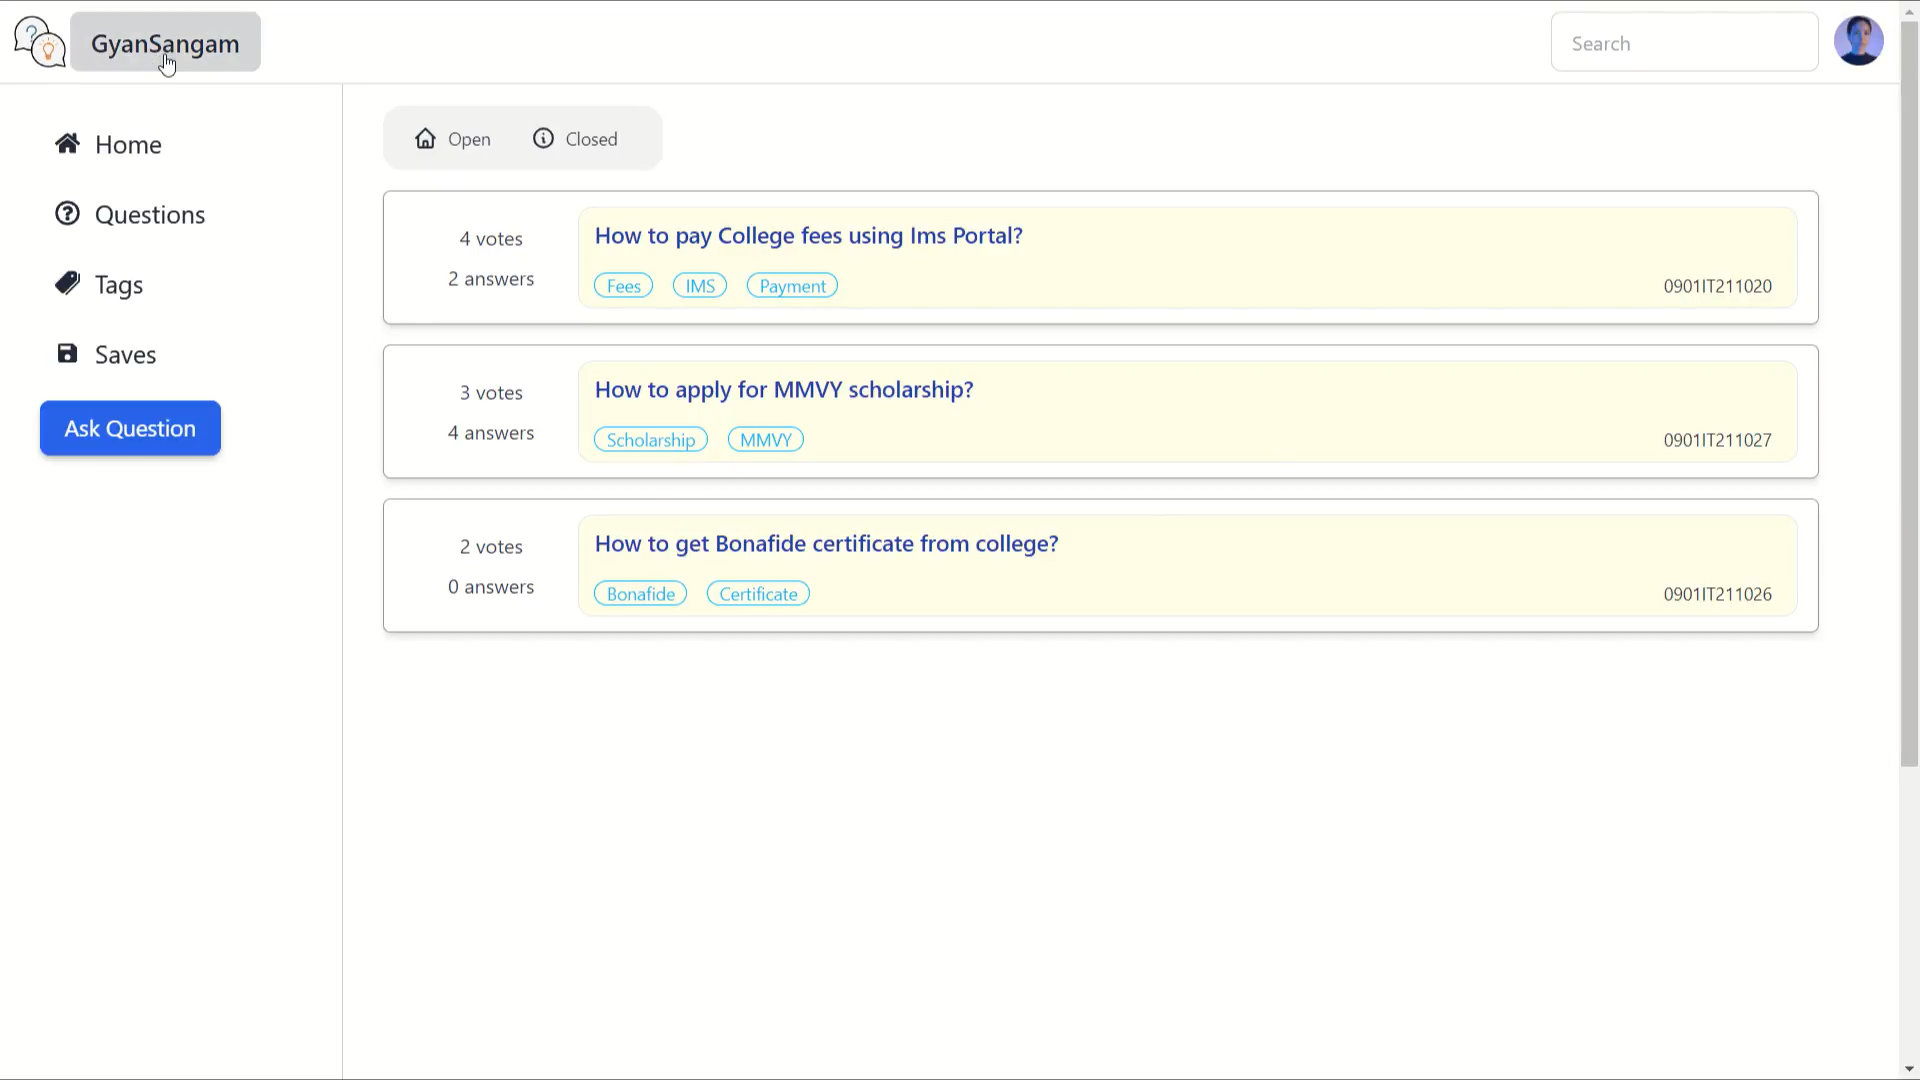 GyanSangam
Search
Home
Questions
Tags
Saves
Ask Question
Open Closed
4 votes
2 answers
How to pay College fees using Ims Portal?
Fees IMS Payment
0901IT211020
3 votes
4 answers
How to apply for MMVY scholarship?
Scholarship MMVY
0901IT211027
2 votes
0 answers
How to get Bonafide certificate from college?
Bonafide Certificate
0901IT211026